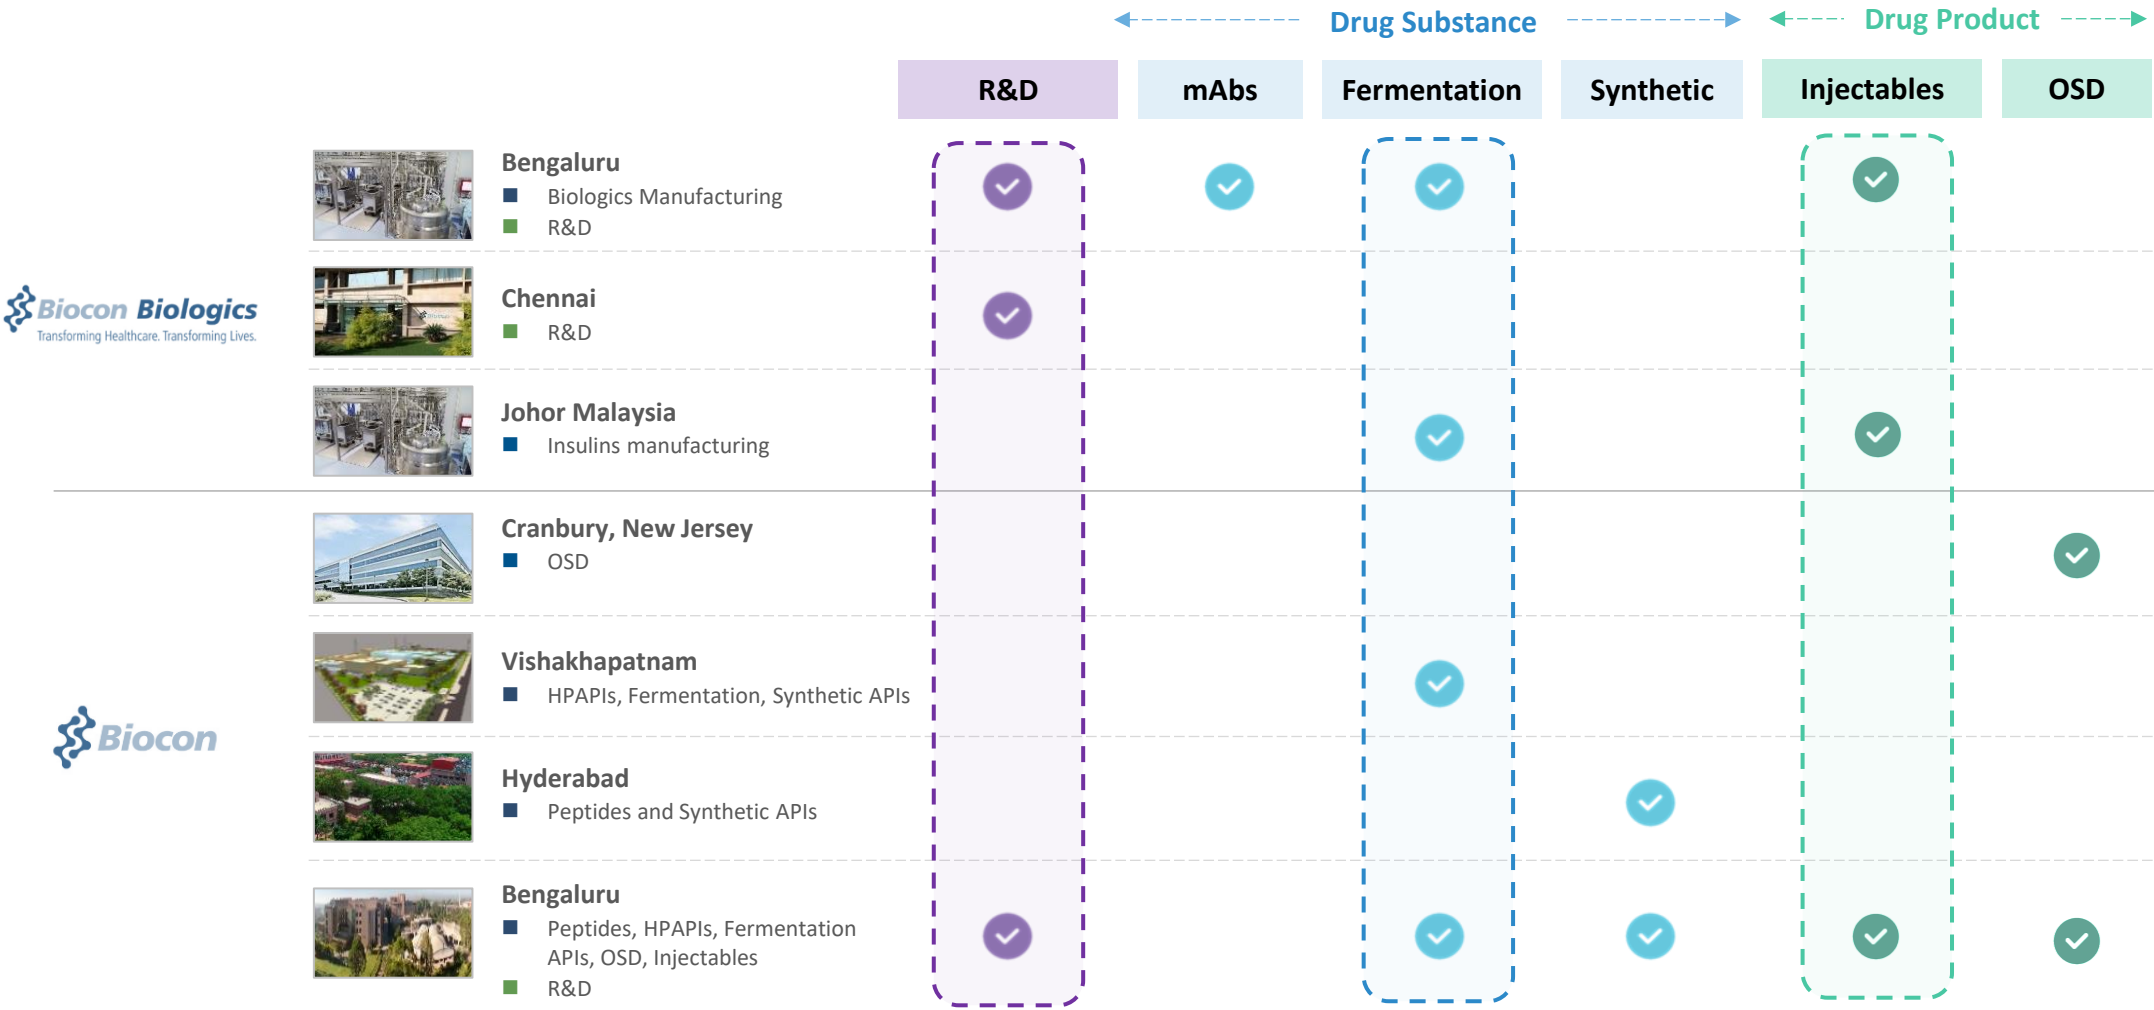 Drug Substance
Drug Product
R&D
mAbs
Fermentation
Synthetic
Injectables
OSD
Biocon Biologics
Transforming Healthcare. Transforming Lives.
Bengaluru
Biologics Manufacturing
R&D
Chennai
R&D
Johor Malaysia
Insulins manufacturing
Biocon
Cranbury, New Jersey
OSD
Vishakhapatnam
HPAPIs, Fermentation, Synthetic APIs
Hyderabad
Peptides and Synthetic APIs
Bengaluru
Peptides, HPAPIs, Fermentation
APIs, OSD, Injectables
R&D